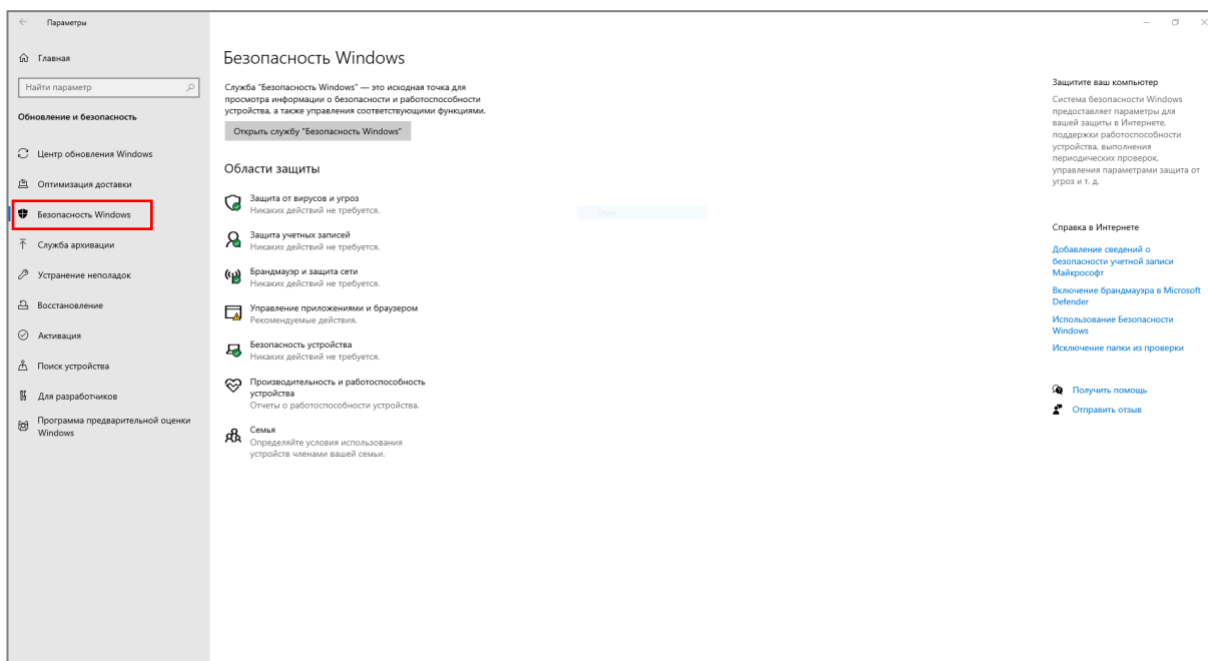 Параметры
Главная
Найти параметр
Обновление и безопасность
Центр обновления Windows
Оптимизация доставки
Безопасность Windows
Служба архивации
Устранение неполадок
Восстановление
Активация
Поиск устройства
Для разработчиков
Программа предварительной оценки
Windows
Безопасность Windows
Служба "Безопасность Windows" — это исходная точка для
просмотра информации о безопасности и работоспособности
устройства, а также управления соответствующими функциями.
Открыть службу "Безопасность Windows"
Области защиты
Защита от вирусов и угроз
Никаких действий не требуется.
Защита учетных записей
Никаких действий не требуется.
Брандмауэр и защита сети
Никаких действий не требуется.
Управление приложениями и браузером
Рекомендуемые действия.
Безопасность устройства
Никаких действий не требуется.
Производительность и работоспособность
устройства
Отчеты о работоспособности устройства.
Семья
Определяйте условия использования
устройств членами вашей семьи.
Защитите ваш компьютер
Система безопасности Windows
предоставляет параметры для
вашей защиты в Интернете,
поддержки работоспособности
устройства, выполнения
периодических проверок,
управления параметрами защита от
угроз и т. д.
Справка в Интернете
Добавление сведений о
безопасности учетной записи
Майкрософт
Включение брандмауэра в Microsoft
Defender
Использование Безопасности
Windows
Исключение папки из проверки
Получить помощь
Отправить отзыв